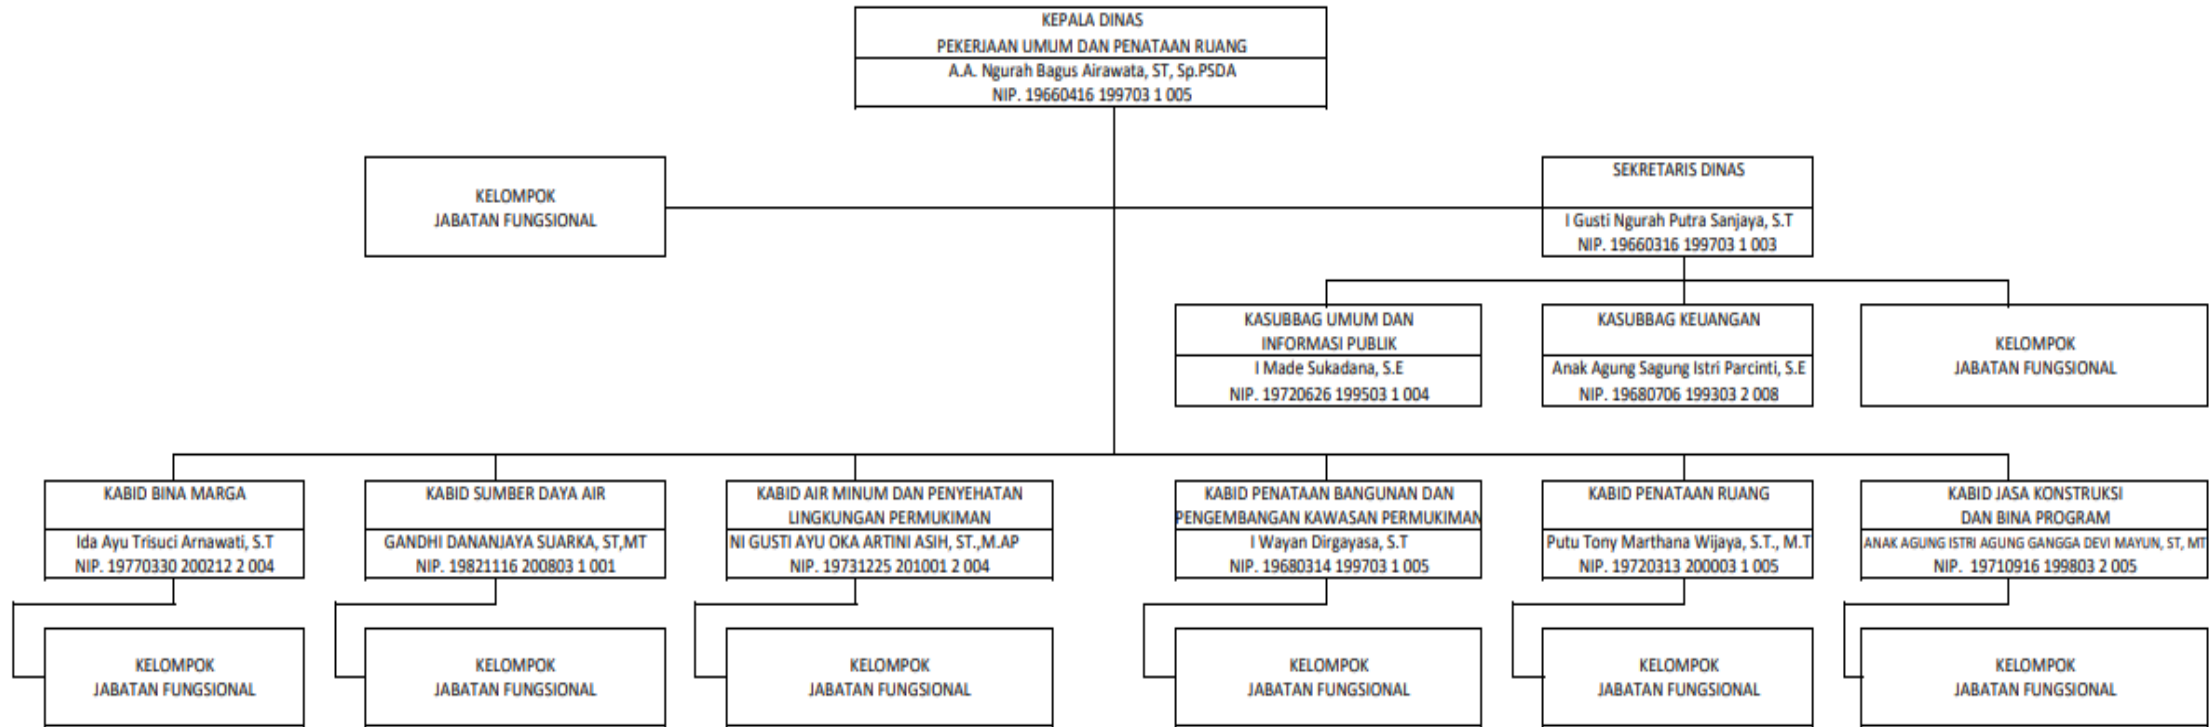 KEPALA DINAS
PEKERJAAN UMUM DAN PENATAAN RUANG
A.A. Ngurah Bagus Airawata, ST, Sp.PSDA
NIP. 19660416 199703 1 005
KELOMPOK
JABATAN FUNGSIONAL
SEKRETARIS DINAS
I Gusti Ngurah Putra Sanjaya, S.T
NIP. 19660316 199703 1 003
KASUBBAG UMUM DAN
INFORMASI PUBLIK
I Made Sukadana, S.E
NIP. 19720626 199503 1 004
KASUBBAG KEUANGAN
Anak Agung Sagung Istri Parcinti, S.E
NIP. 19680706 199303 2 008
KELOMPOK
JABATAN FUNGSIONAL
KABID BINA MARGA
Ida Ayu Trisuci Arnawati, S.T
NIP. 19770330 200212 2 004
KABID SUMBER DAYA AIR
GANDHI DANANJAYA SUARKA, ST,MT
NIP. 19821116 200803 1 001
KABID AIR MINUM DAN PENYEHATAN
LINGKUNGAN PERMUKIMAN
NI GUSTI AYU OKA ARTINI ASIH, ST.,M.AP
NIP. 19731225 201001 2 004
KABID PENATAAN BANGUNAN DAN
PENGEMBANGAN KAWASAN PERMUKIMAN
I Wayan Dirgayasa, S.T
NIP. 19680314 199703 1 005
KABID PENATAAN RUANG
Putu Tony Marthana Wijaya, S.T., M.T
NIP. 19720313 200003 1 005
KABID JASA KONSTRUKSI
DAN BINA PROGRAM
ANAK AGUNG ISTRI AGUNG GANGGA DEVI MAYUN, ST, MT
NIP. 19710916 199803 2 005
KELOMPOK
JABATAN FUNGSIONAL
KELOMPOK
JABATAN FUNGSIONAL
KELOMPOK
JABATAN FUNGSIONAL
KELOMPOK
JABATAN FUNGSIONAL
KELOMPOK
JABATAN FUNGSIONAL
KELOMPOK
JABATAN FUNGSIONAL